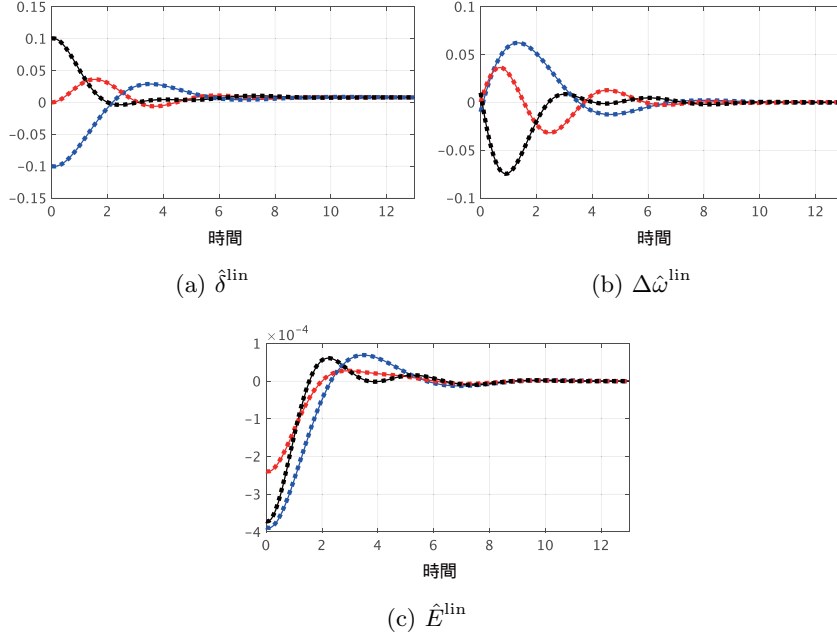 0.15
0.1
0.05
0
-0.05
-0.1
-0.15
0 2 4 6 8 10 12
時間
(a) $\hat{\delta}^{\text{lin}}$
0.1
0.05
0
-0.05
-0.1
0 2 4 6 8 10 12
時間
(b) $\Delta\hat{\omega}^{\text{lin}}$
×10⁻⁴
1
0
-1
-2
-3
-4
0 2 4 6 8 10 12
時間
(c) $\hat{E}^{\text{lin}}$